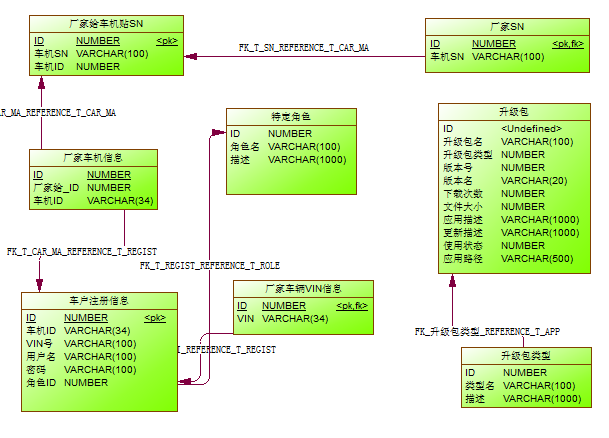 厂家给车机贴SN
ID NUMBER <pk>
车机SN VARCHAR(100)
车机ID NUMBER
厂家SN
ID NUMBER <pk,fk>
车机SN VARCHAR(100)
FK_T_SN_REFERENCE_T_CAR_MA
AR_MA_REFERENCE_T_CAR_MA
特定角色
ID NUMBER
角色名 VARCHAR(100)
描述 VARCHAR(1000)
升级包
ID <Undefined>
升级包名 VARCHAR(100)
升级包类型 NUMBER
版本号 NUMBER
版本名 VARCHAR(20)
下载次数 NUMBER
文件大小 NUMBER
应用描述 VARCHAR(1000)
更新描述 VARCHAR(1000)
使用状态 NUMBER
应用路径 VARCHAR(500)
厂家车机信息
ID NUMBER
厂家给_ID NUMBER
车机ID VARCHAR(34)
FK_T_CAR_MA_REFERENCE_T_REGIST
FK_T_REGIST_REFERENCE_T_ROLE
车户注册信息
ID NUMBER <pk>
车机ID VARCHAR(34)
VIN号 VARCHAR(100)
用户名 VARCHAR(100)
密码 VARCHAR(100)
角色ID NUMBER
厂家车辆VIN信息
ID NUMBER <pk,fk>
VIN VARCHAR(34)
I_REFERENCE_T_REGIST
FK_升级包类型_REFERENCE_T_APP
升级包类型
ID NUMBER
类型名 VARCHAR(100)
描述 VARCHAR(1000)